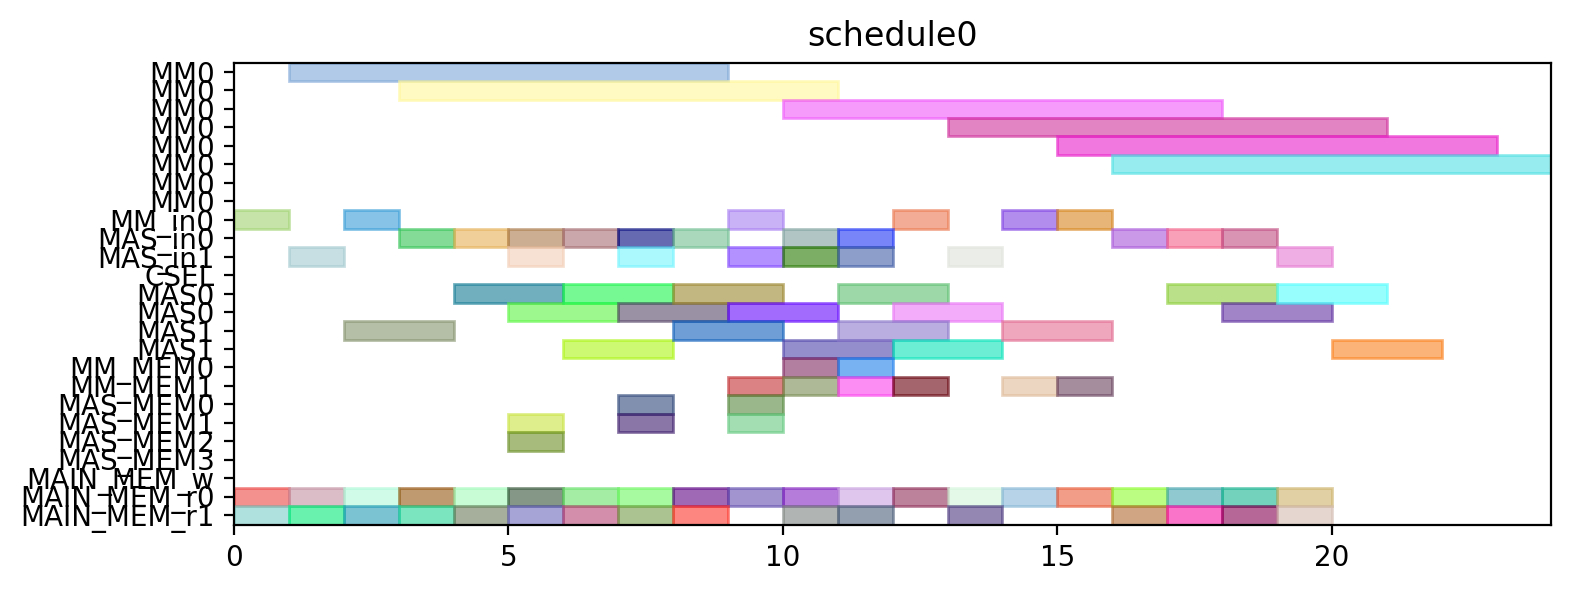 schedule0
MM0
MM0
MM0
MM0
MM0
MM0
MM0
MM0
MM_in0
MAS_in0
MAS_in1
CSEL
MAS0
MAS0
MAS1
MAS1
MM_MEM0
MM_MEM1
MAS_MEM0
MAS_MEM1
MAS_MEM2
MAS_MEM3
MAIN_MEM_w
MAIN_MEM_r0
MAIN_MEM_r1
0 5 10 15 20